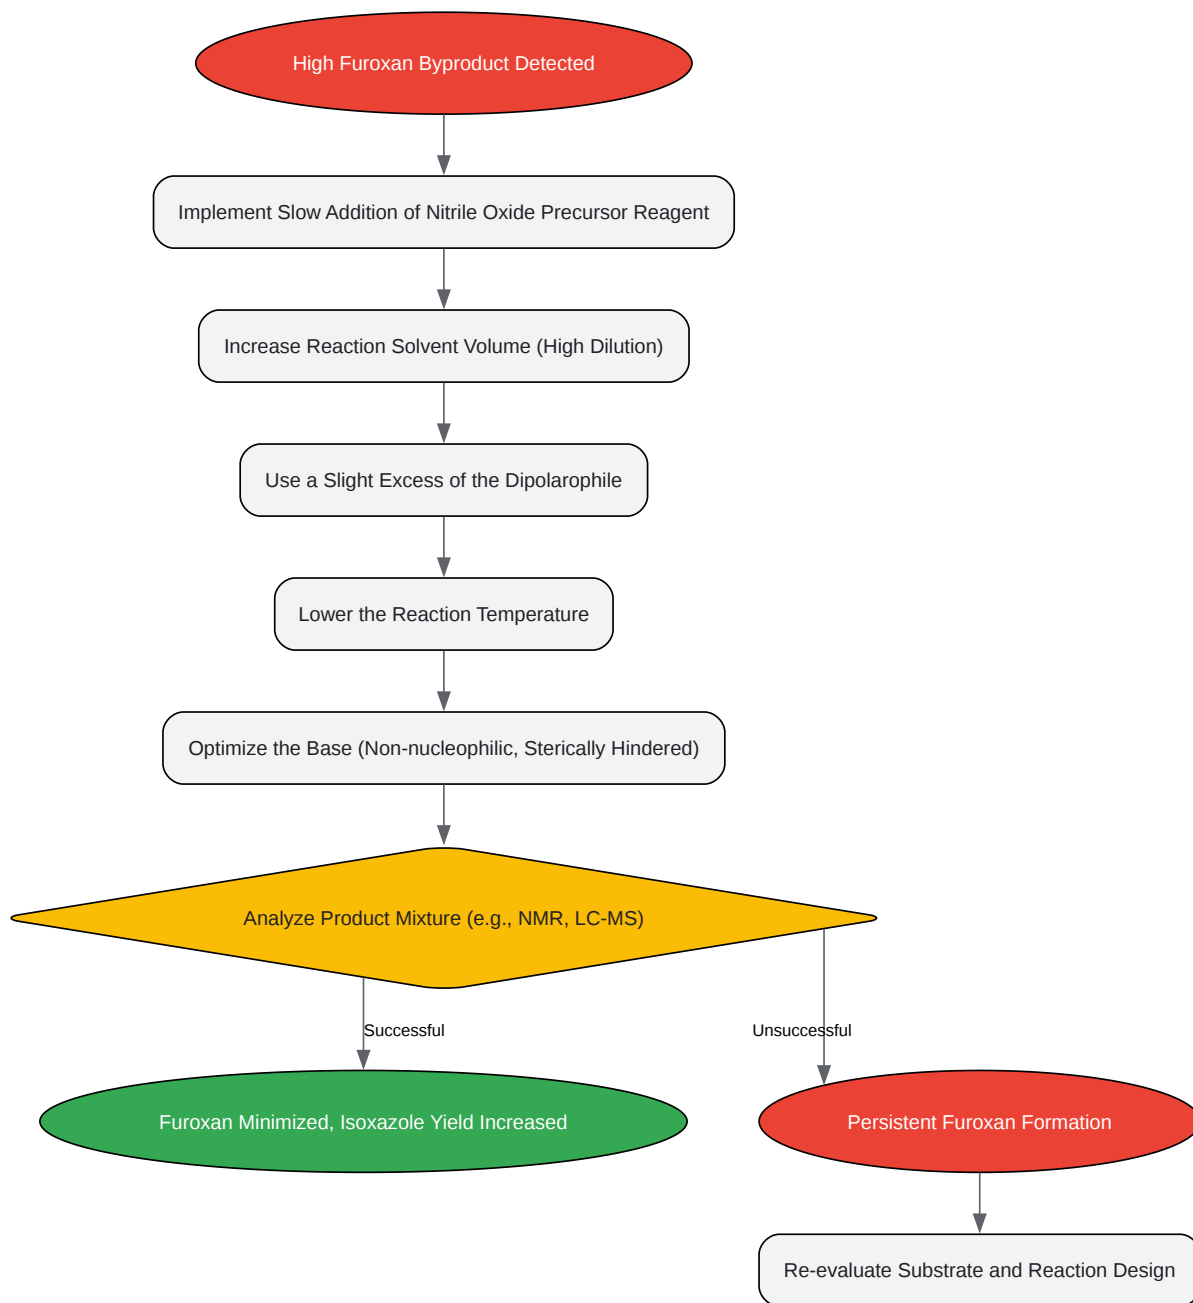 High Furoxan Byproduct Detected
Implement Slow Addition of Nitrile Oxide Precursor Reagent
Increase Reaction Solvent Volume (High Dilution)
Use a Slight Excess of the Dipolarophile
Lower the Reaction Temperature
Optimize the Base (Non-nucleophilic, Sterically Hindered)
Analyze Product Mixture (e.g., NMR, LC-MS)
Successful
Unsuccessful
Furoxan Minimized, Isoxazole Yield Increased
Persistent Furoxan Formation
Re-evaluate Substrate and Reaction Design